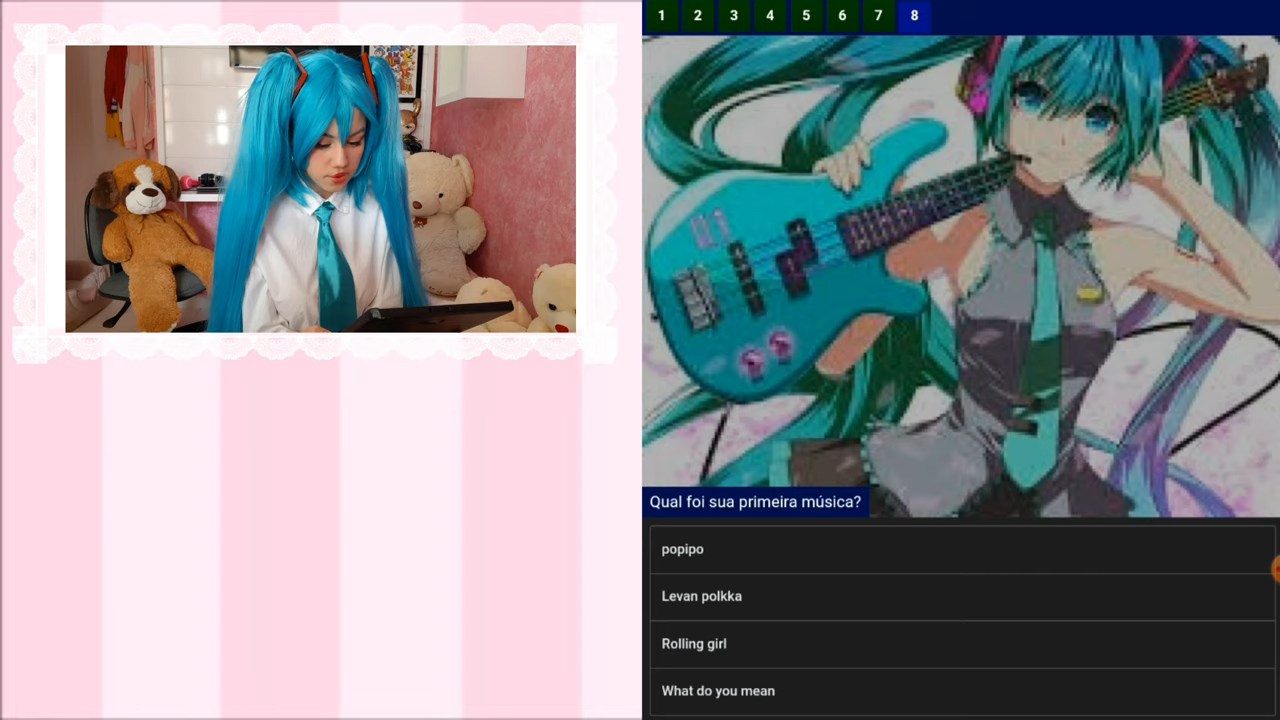 1 2 3 4 5 6 7 8
Qual foi sua primeira música?
popipo
Levan polkka
Rolling girl
What do you mean